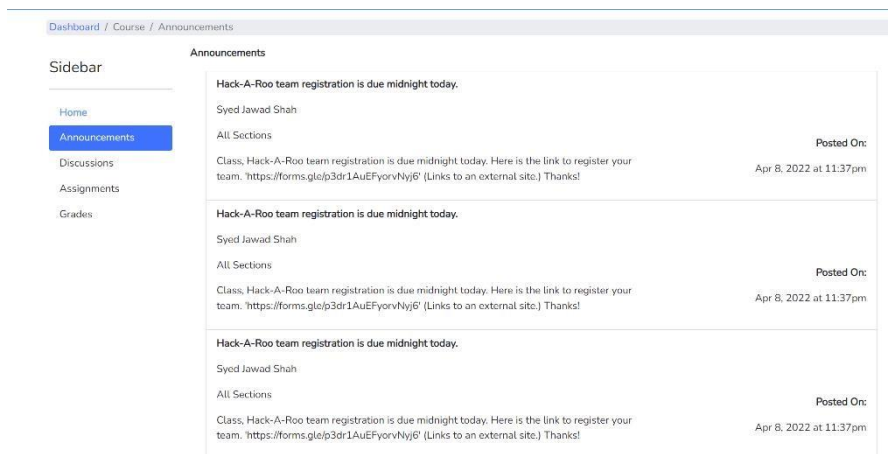 Dashboard / Course / Announcements
Sidebar
Home
Announcements
Discussions
Assignments
Grades
Announcements
Hack-A-Roo team registration is due midnight today.
Syed Jawad Shah
All Sections
Class, Hack-A-Roo team registration is due midnight today. Here is the link to register your
team. 'https://forms.gle/p3dr1AuEFyorvNyj6' (Links to an external site.) Thanks!
Posted On:
Apr 8, 2022 at 11:37pm
Hack-A-Roo team registration is due midnight today.
Syed Jawad Shah
All Sections
Class, Hack-A-Roo team registration is due midnight today. Here is the link to register your
team. 'https://forms.gle/p3dr1AuEFyorvNyj6' (Links to an external site.) Thanks!
Posted On:
Apr 8, 2022 at 11:37pm
Hack-A-Roo team registration is due midnight today.
Syed Jawad Shah
All Sections
Class, Hack-A-Roo team registration is due midnight today. Here is the link to register your
team. 'https://forms.gle/p3dr1AuEFyorvNyj6' (Links to an external site.) Thanks!
Posted On:
Apr 8, 2022 at 11:37pm